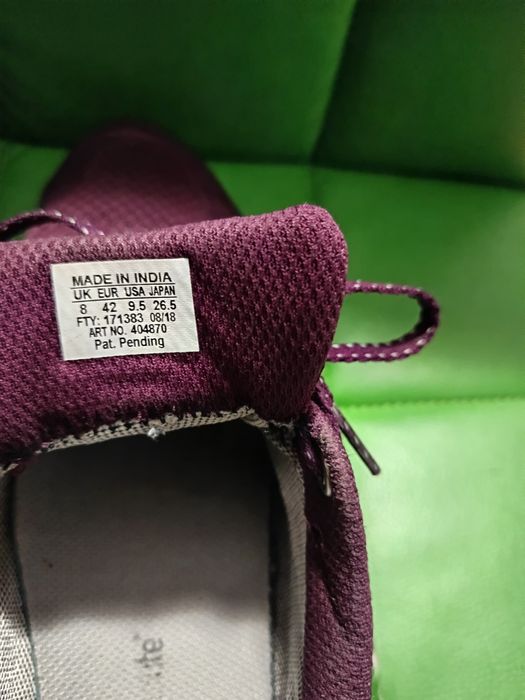 MADE IN INDIA
UK EUR USA JAPAN
8 42 9.5 26.5
FTY: 171383 08/18
ART NO. 404870
Pat. Pending